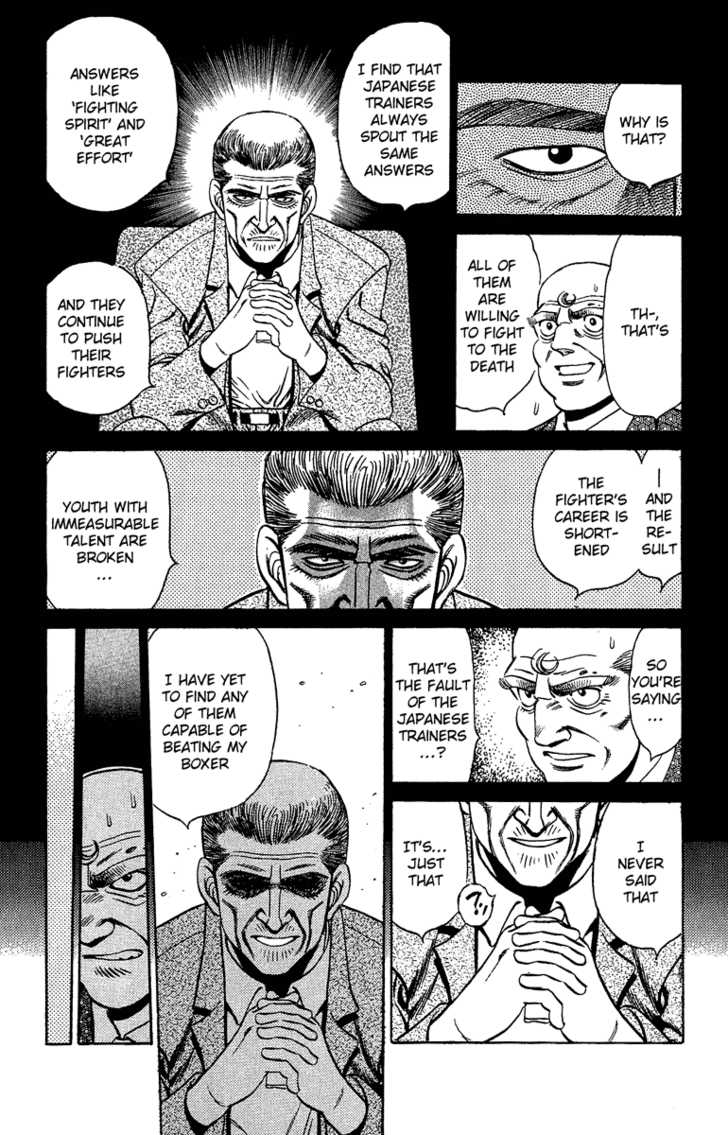 WHY IS
THAT?
I FIND THAT
JAPANESE
TRAINERS
ALWAYS
SPOUT THE
SAME
ANSWERS
ANSWERS
LIKE
'FIGHTING
SPIRIT' AND
'GREAT
EFFORT'
TH-,
THAT'S
ALL OF
THEM
ARE
WILLING
TO FIGHT
TO THE
DEATH
AND THEY
CONTINUE
TO PUSH
THEIR
FIGHTERS
|
AND
THE
RE-
SULT
THE
FIGHTER'S
CAREER IS
SHORT-
ENED
YOUTH WITH
IMMEASURABLE
TALENT ARE
BROKEN
...
SO
YOU'RE
SAYING
...
THAT'S
THE FAULT
OF THE
JAPANESE
TRAINERS
...?
I
NEVER
SAID
THAT
IT'S...
JUST
THAT
I HAVE YET
TO FIND ANY
OF THEM
CAPABLE OF
BEATING MY
BOXER